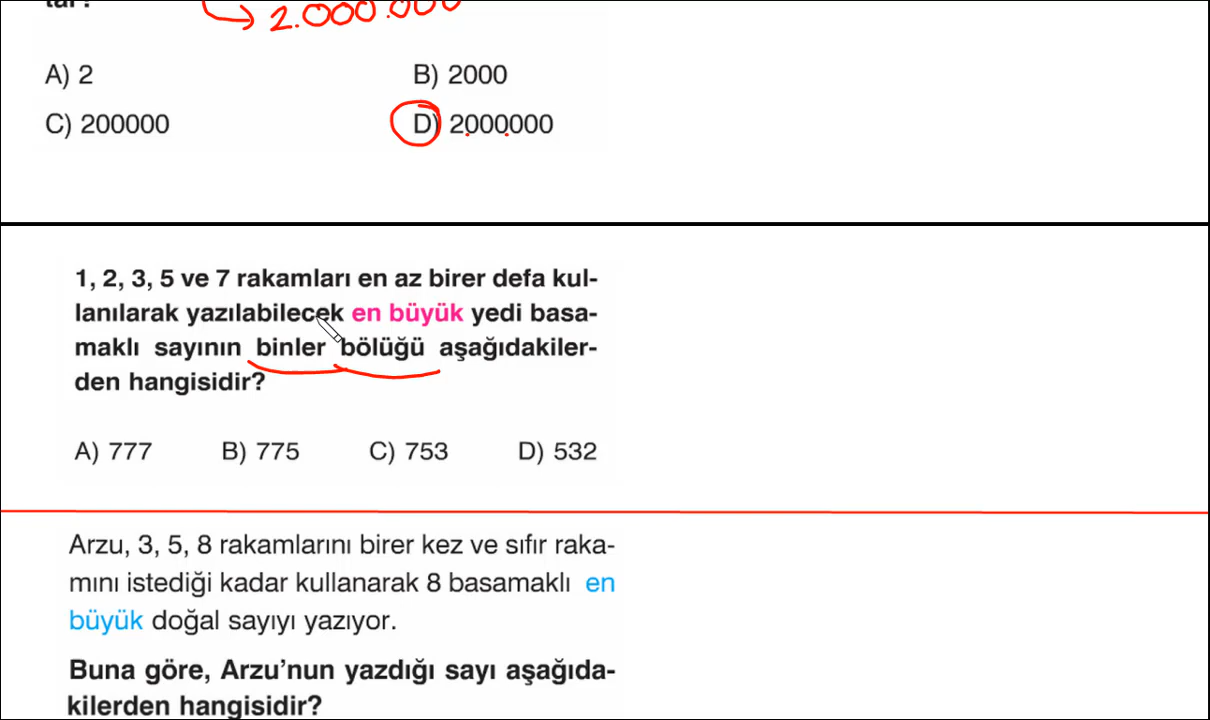 2.000.000
A) 2
B) 2000
C) 200000
D) 2000000
1, 2, 3, 5 ve 7 rakamları en az birer defa kul-
lanılarak yazılabilecek en büyük yedi basa-
maklı sayının binler bölüğü aşağıdakiler-
den hangisidir?
A) 777 B) 775 C) 753 D) 532
Arzu, 3, 5, 8 rakamlarını birer kez ve sıfır raka-
mını istediği kadar kullanarak 8 basamaklı en
büyük doğal sayıyı yazıyor.
Buna göre, Arzu'nun yazdığı sayı aşağıda-
kilerden hangisidir?